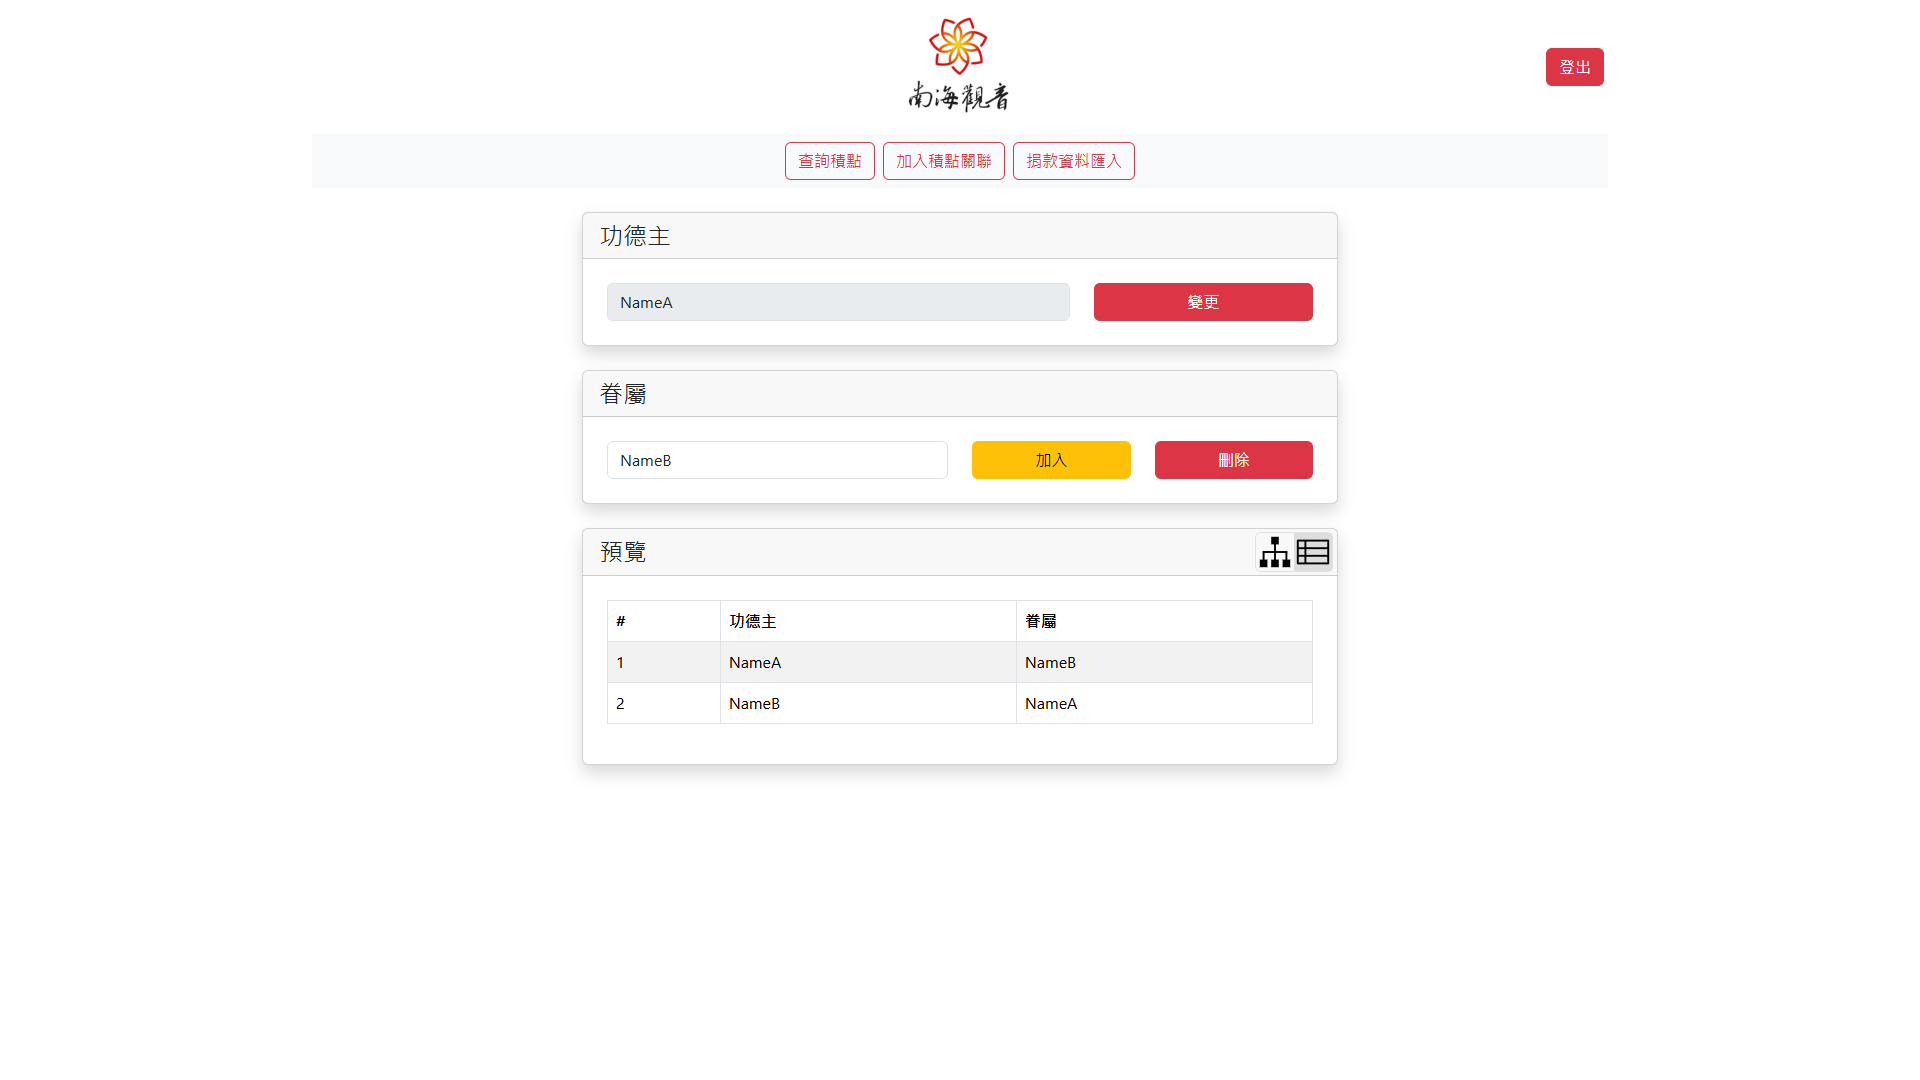 南海觀音
登出
查詢積點 加入積點關聯 捐款資料匯入
功德主
NameA 變更
眷屬
NameB 加入 刪除
預覽
# 功德主 眷屬
1 NameA NameB
2 NameB NameA